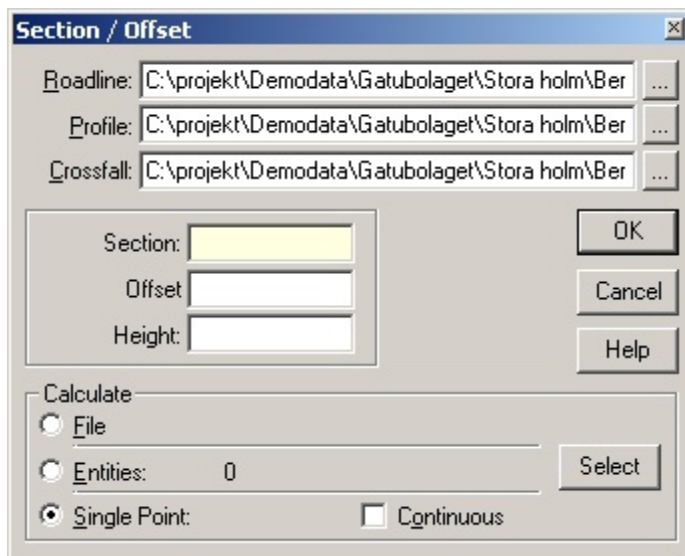 Section / Offset
Roadline: C:\projekt\Demodata\Gatubolaget\Stora holm\Ber ...
Profile: C:\projekt\Demodata\Gatubolaget\Stora holm\Ber ...
Crossfall: C:\projekt\Demodata\Gatubolaget\Stora holm\Ber ...
Section:
OK
Offset
Cancel
Height:
Help
Calculate
File
Entities: 0
Select
Single Point: Continuous